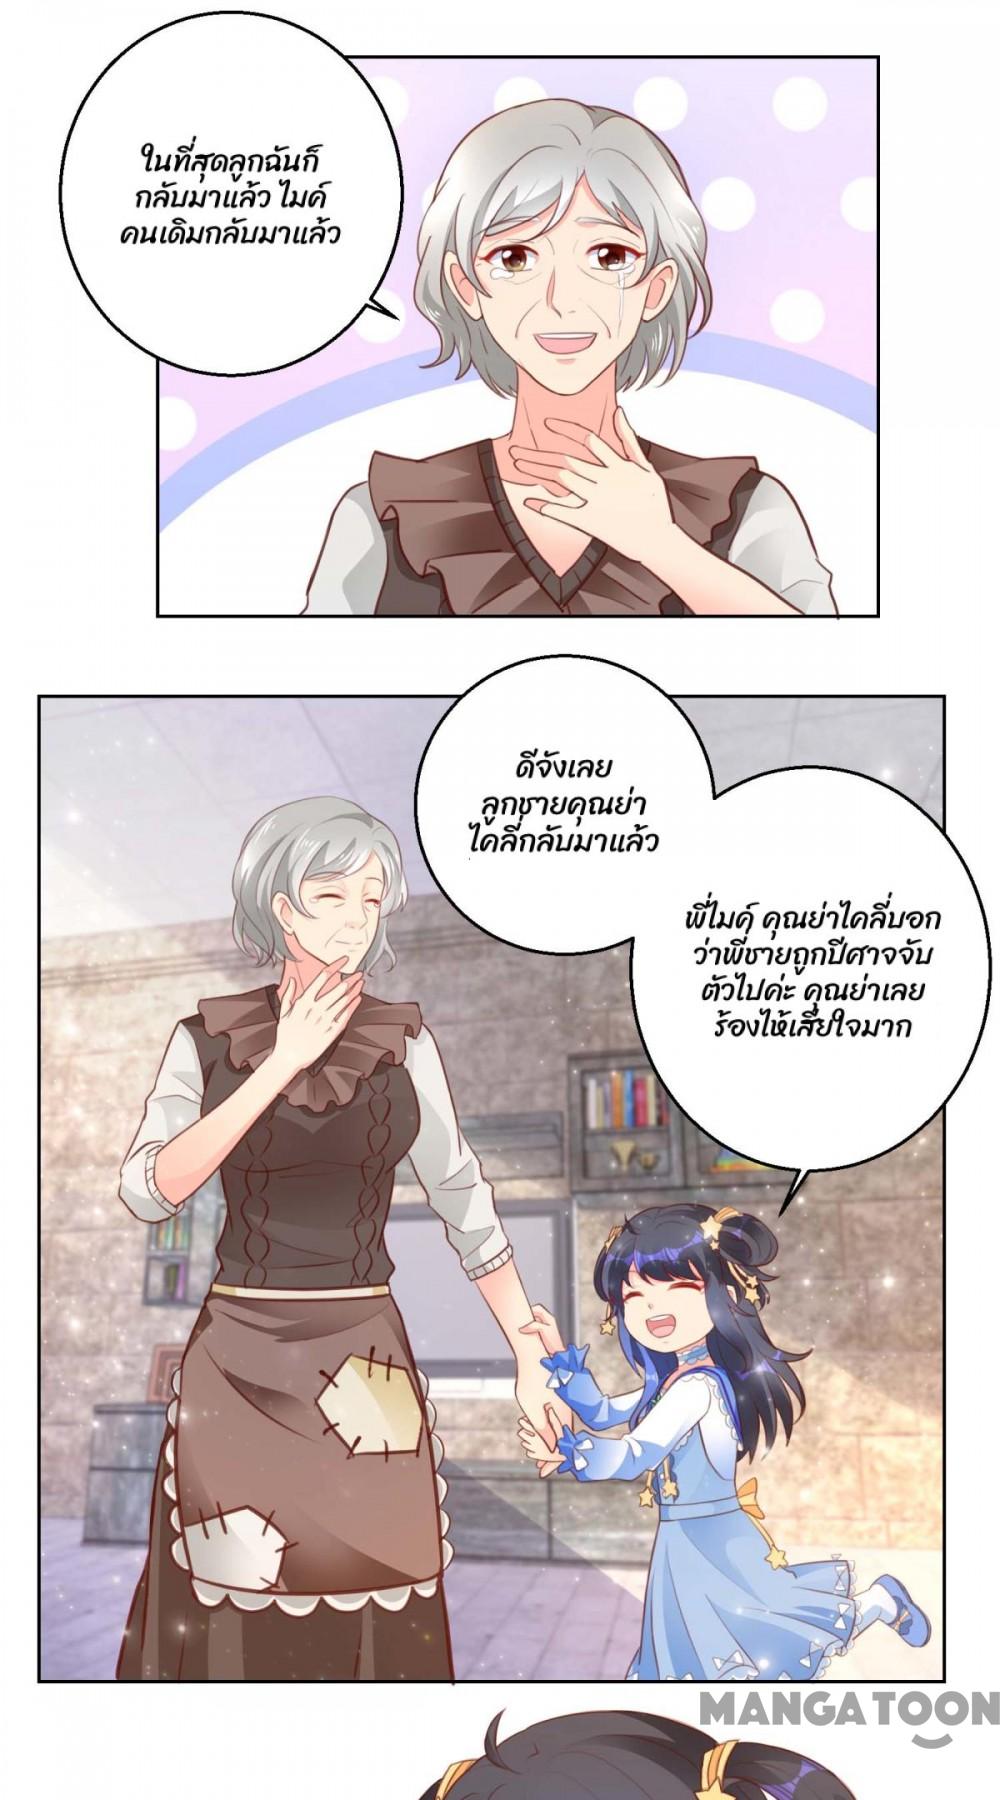 ในที่สุดลูกฉันก็
กลับมาแล้ว ไมค์
คนเดิมกลับมาแล้ว
ดีจังเลย
ลูกชายคุณย่า
ไคลี่กลับมาแล้ว
พี่ไมค์ คุณย่าไคลี่บอก
ว่าพี่ชายถูกปีศาจจับ
ตัวไปค่ะ คุณย่าเลย
ร้องไห้เสียใจมาก
MANGATOON